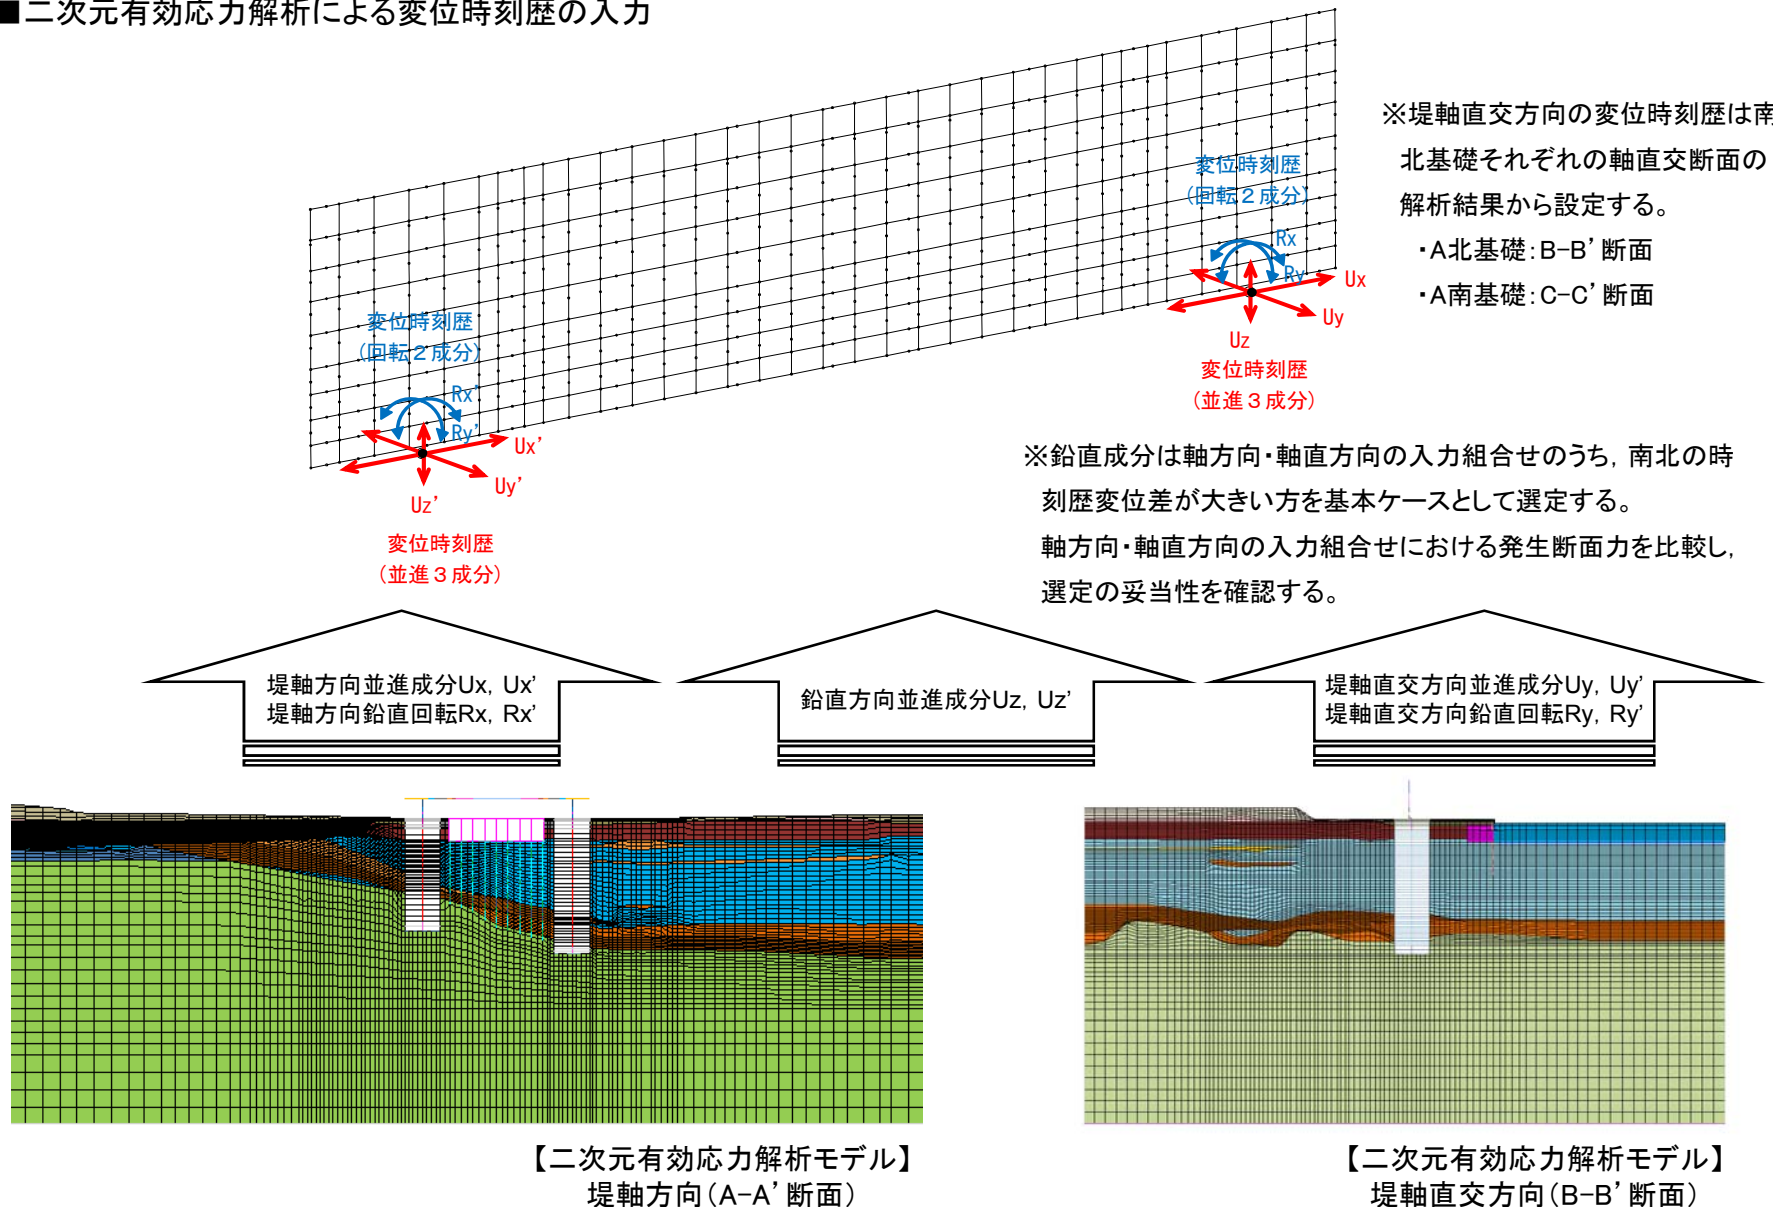 ■二次元有効応力解析による変位時刻歴の入力
※堤軸直交方向の変位時刻歴は南
北基礎それぞれの軸直交断面の
解析結果から設定する。
・A北基礎：B-B’断面
・A南基礎：C-C’断面
変位時刻歴
(回転２成分)
Rx
Ry
Ux
Uy
Uz
変位時刻歴
(並進３成分)
変位時刻歴
(回転２成分)
Rx’
Ry’
Ux’
Uy’
Uz’
変位時刻歴
(並進３成分)
※鉛直成分は軸方向・軸直方向の入力組合せのうち，南北の時
刻歴変位差が大きい方を基本ケースとして選定する。
軸方向・軸直方向の入力組合せにおける発生断面力を比較し，
選定の妥当性を確認する。
堤軸方向並進成分Ux，Ux’
堤軸方向鉛直回転Rx，Rx’
鉛直方向並進成分Uz，Uz’
堤軸直交方向並進成分Uy，Uy’
堤軸直交方向鉛直回転Ry，Ry’
【二次元有効応力解析モデル】
堤軸方向（A-A’断面）
【二次元有効応力解析モデル】
堤軸直交方向（B-B’断面）